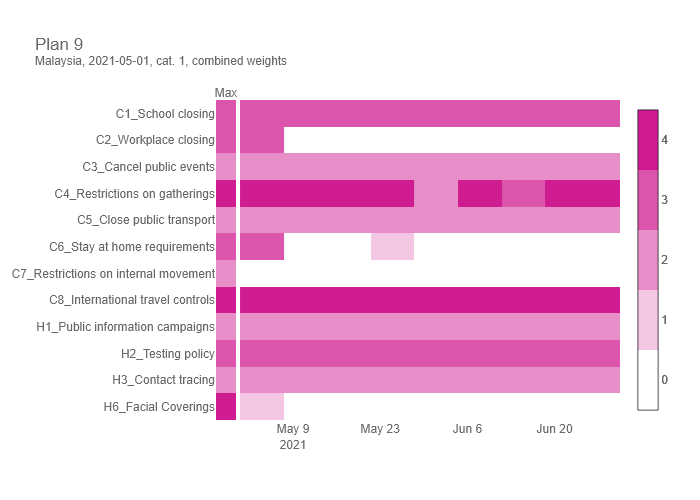 Plan 9
Malaysia, 2021-05-01, cat. 1, combined weights
Max
C1_School closing
C2_Workplace closing
C3_Cancel public events
C4_Restrictions on gatherings
C5_Close public transport
C6_Stay at home requirements
C7_Restrictions on internal movement
C8_International travel controls
H1_Public information campaigns
H2_Testing policy
H3_Contact tracing
H6_Facial Coverings
May 9 May 23 Jun 6 Jun 20
2021
4
3
2
1
0